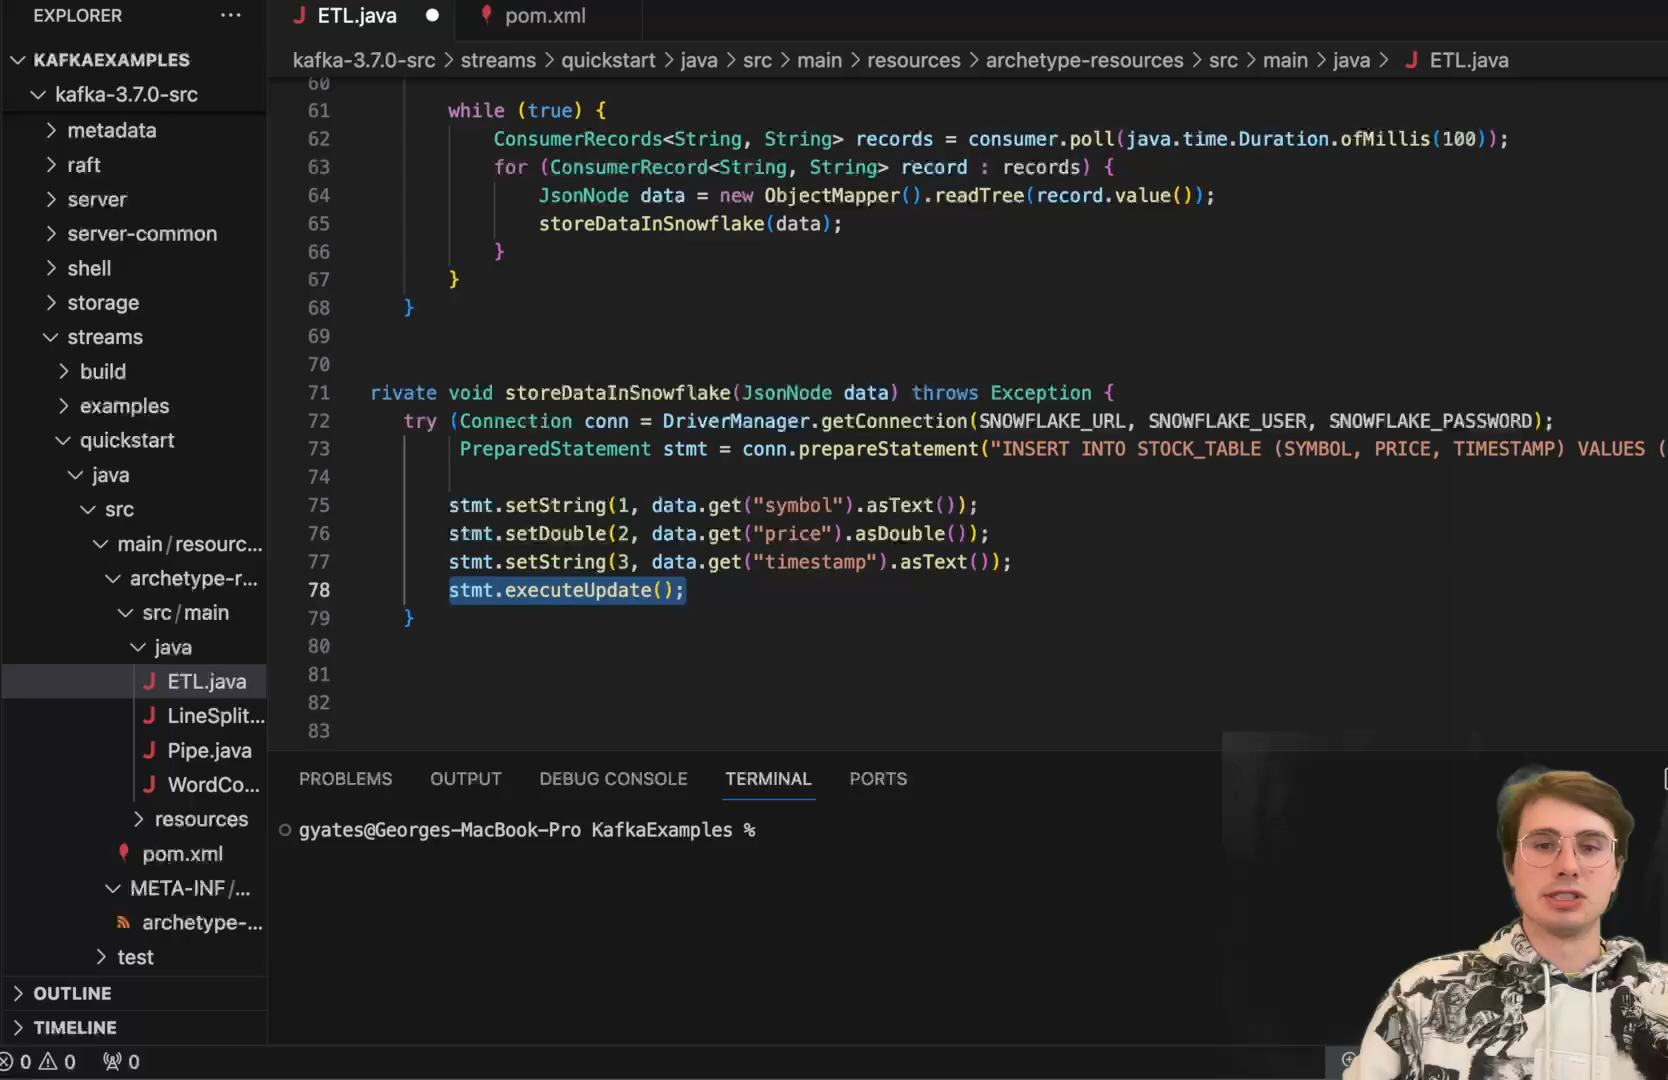 EXPLORER
KAFKAEXAMPLES
kafka-3.7.0-src
metadata
raft
server
server-common
shell
storage
streams
build
examples
quickstart
java
src
main/resourc...
archetype-r...
src/main
java
ETL.java
LineSplit...
Pipe.java
WordCo...
resources
pom.xml
META-INF/...
archetype-...
test
OUTLINE
TIMELINE
0 0 0
ETL.java pom.xml
kafka-3.7.0-src > streams > quickstart > java > src > main > resources > archetype-resources > src > main > java > ETL.java
60
61 while (true) {
62 ConsumerRecords<String, String> records = consumer.poll(java.time.Duration.ofMillis(100));
63 for (ConsumerRecord<String, String> record : records) {
64 JsonNode data = new ObjectMapper().readTree(record.value());
65 storeDataInSnowflake(data);
66 }
67 }
68 }
69
70
71 rivate void storeDataInSnowflake(JsonNode data) throws Exception {
72 try (Connection conn = DriverManager.getConnection(SNOWFLAKE_URL, SNOWFLAKE_USER, SNOWFLAKE_PASSWORD);
73 PreparedStatement stmt = conn.prepareStatement("INSERT INTO STOCK_TABLE (SYMBOL, PRICE, TIMESTAMP) VALUES (
74
75 stmt.setString(1, data.get("symbol").asText());
76 stmt.setDouble(2, data.get("price").asDouble());
77 stmt.setString(3, data.get("timestamp").asText());
78 stmt.executeUpdate();
79 }
80
81
82
83
PROBLEMS OUTPUT DEBUG CONSOLE TERMINAL PORTS
gyates@Georges-MacBook-Pro KafkaExamples %